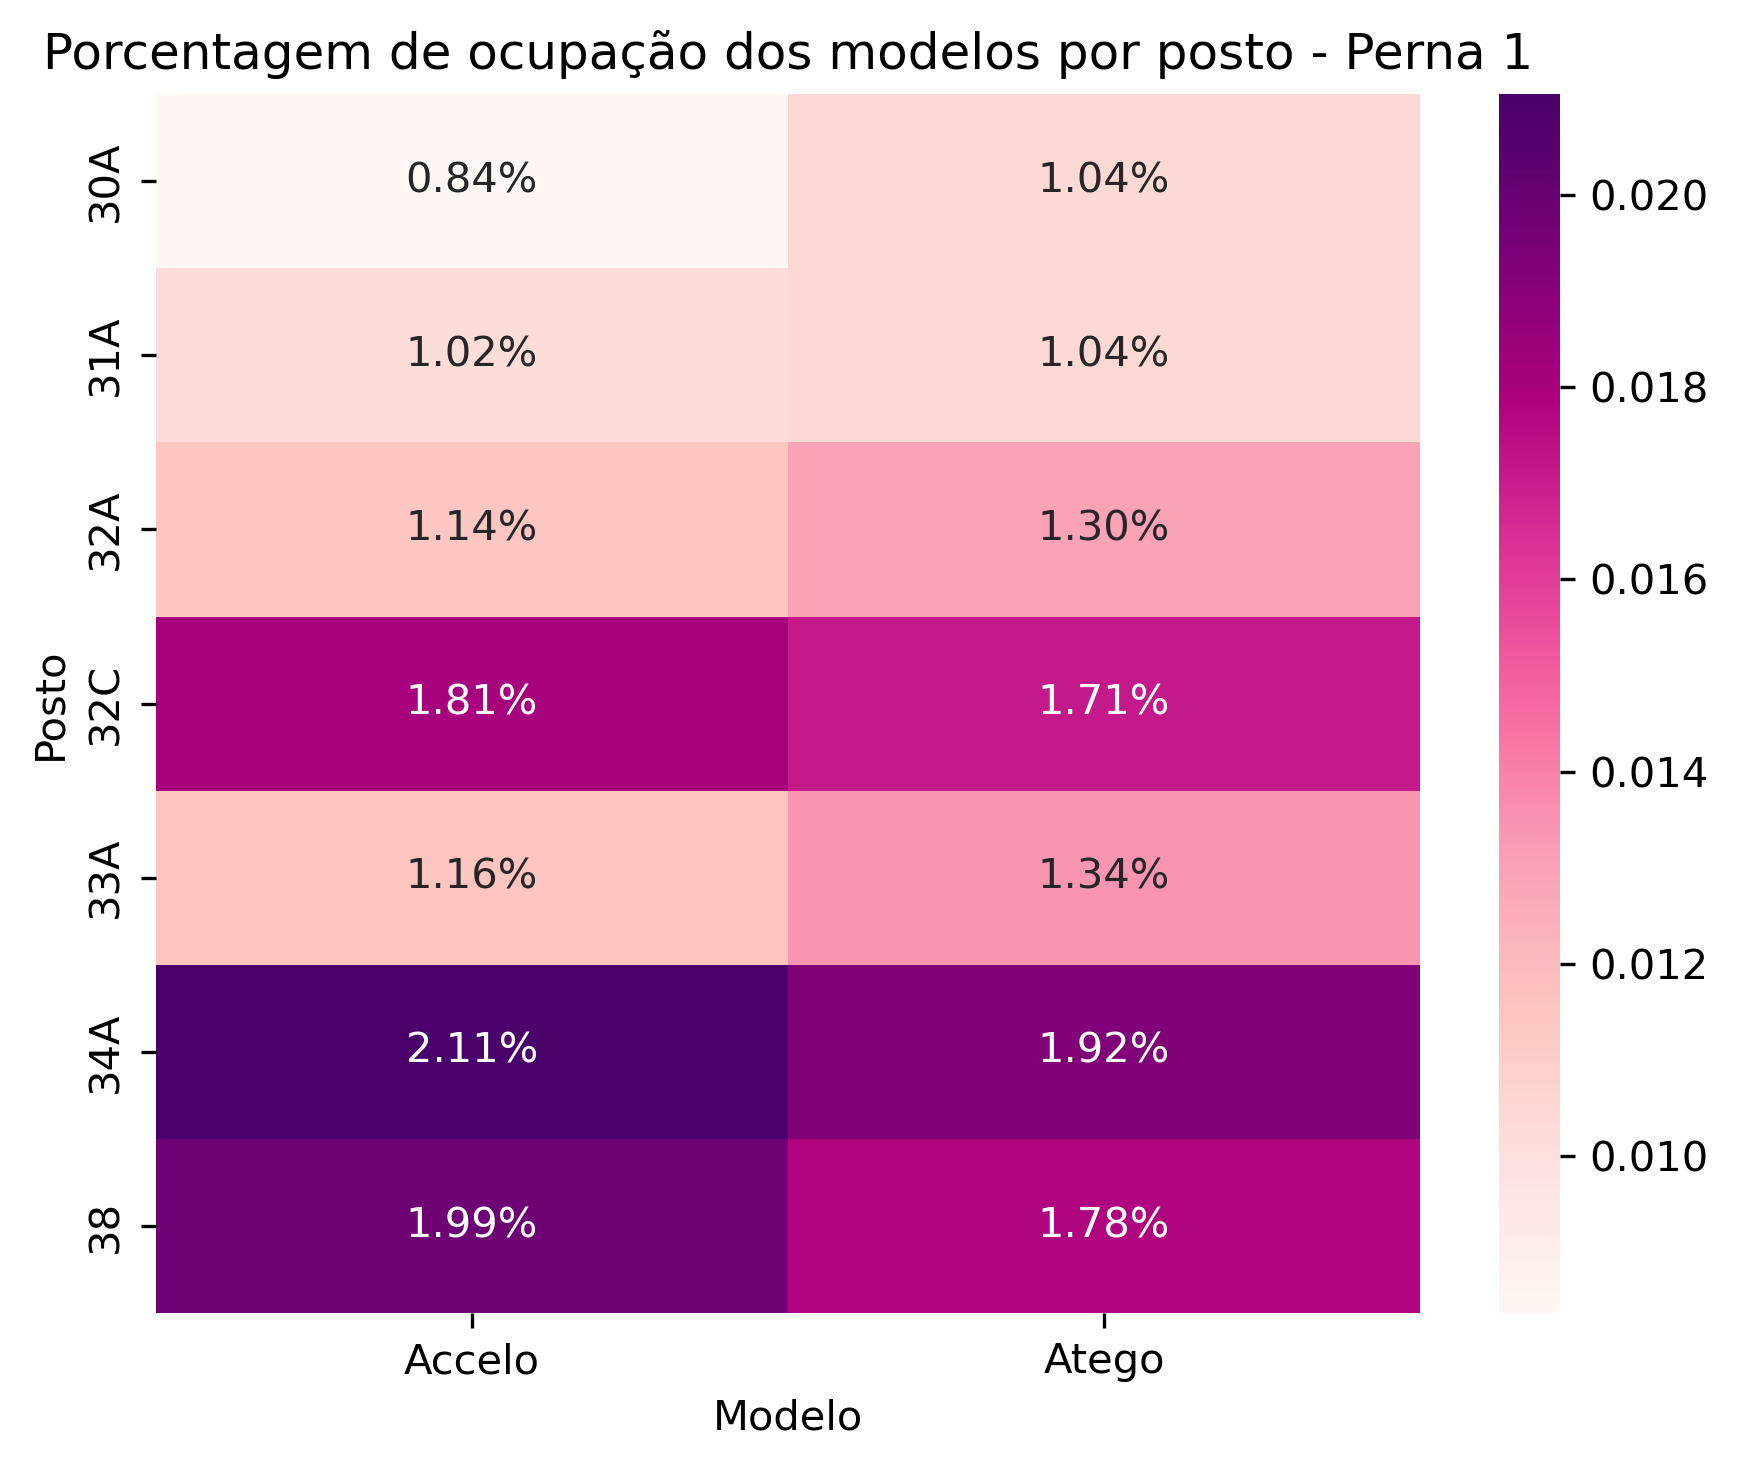 Porcentagem de ocupação dos modelos por posto - Perna 1
Posto
30A 0.84% 1.04%
31A 1.02% 1.04%
32A 1.14% 1.30%
32C 1.81% 1.71%
33A 1.16% 1.34%
34A 2.11% 1.92%
38 1.99% 1.78%
Accelo Atego
Modelo
0.020
0.018
0.016
0.014
0.012
0.010